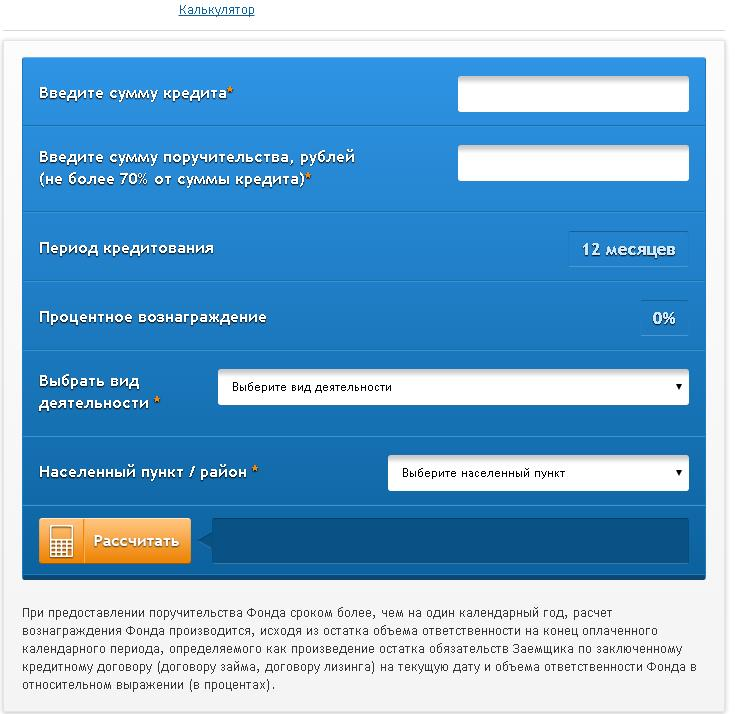 Калькулятор
Введите сумму кредита*
Введите сумму поручительства, рублей
(не более 70% от суммы кредита)*
Период кредитования
12 месяцев
Процентное вознаграждение
0%
Выбрать вид
деятельности *
Выберите вид деятельности
Населенный пункт / район *
Выберите населенный пункт
Рассчитать
При предоставлении поручительства Фонда сроком более, чем на один календарный год, расчет
вознаграждения Фонда производится, исходя из остатка объема ответственности на конец оплаченного
календарного периода, определяемого как произведение остатка обязательств Заемщика по заключенному
кредитному договору (договору займа, договору лизинга) на текущую дату и объема ответственности Фонда в
относительном выражении (в процентах).